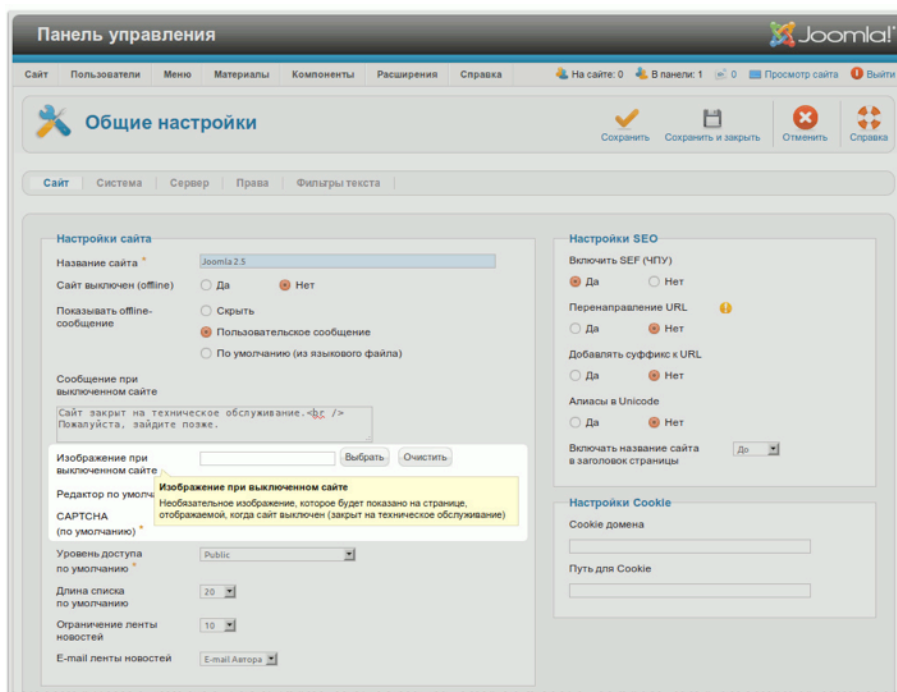 Панель управления
Joomla!
Сайт Пользователи Меню Материалы Компоненты Расширения Справка На сайте: 0 В панели: 1 0 Просмотр сайта Выйти
Общие настройки
Сохранить Сохранить и закрыть Отменить Справка
Сайт Система Сервер Права Фильтры текста
Настройки сайта
Название сайта * Joomla 2.5
Сайт выключен (offline) Да Нет
Показывать offline-
сообщение
Скрыть
Пользовательское сообщение
По умолчанию (из языкового файла)
Сообщение при
выключенном сайте
Сайт закрыт на техническое обслуживание.<br />
Пожалуйста, зайдите позже.
Изображение при
выключенном сайте
Выбрать Очистить
Изображение при выключенном сайте
Необязательное изображение, которое будет показано на странице,
отображаемой, когда сайт выключен (закрыт на техническое обслуживание)
Редактор по умолча
CAPTCHA
(по умолчанию) *
Уровень доступа
по умолчанию *
Public
Длина списка
по умолчанию
20
Ограничение ленты
новостей
10
E-mail ленты новостей E-mail Автора
Настройки SEO
Включить SEF (ЧПУ)
Да Нет
Перенаправление URL
Да Нет
Добавлять суффикс к URL
Да Нет
Алиасы в Unicode
Да Нет
Включать название сайта
в заголовок страницы
До
Настройки Cookie
Cookie домена
Путь для Cookie